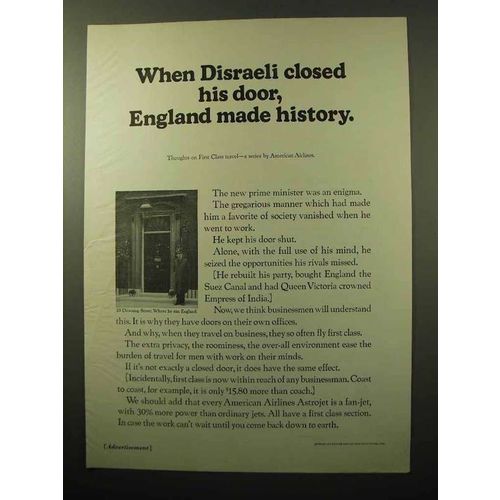 When Disraeli closed
his door,
England made history.
Thoughts on First Class travel—a series by American Airlines.
The new prime minister was an enigma.
The gregarious manner which had made
him a favorite of society vanished when he
went to work.
He kept his door shut.
Alone, with the full use of his mind, he
seized the opportunities his rivals missed.
[He rebuilt his party, bought England the
Suez Canal and had Queen Victoria crowned
Empress of India.]
10 Downing Street. Where he ran England
Now, we think businessmen will understand
this. It is why they have doors on their own offices.
And why, when they travel on business, they so often fly first class.
The extra privacy, the roominess, the over-all environment ease the
burden of travel for men with work on their minds.
If it's not exactly a closed door, it does have the same effect.
[Incidentally, first class is now within reach of any businessman. Coast
to coast, for example, it is only $15.80 more than coach.]
We should add that every American Airlines Astrojet is a fan-jet,
with 30% more power than ordinary jets. All have a first class section.
In case the work can't wait until you come back down to earth.
[Advertisement]